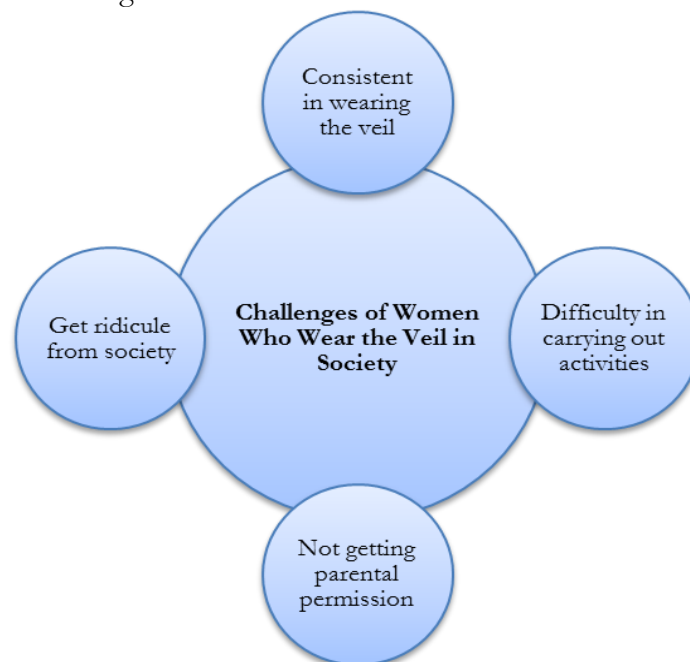 Consistent
in wearing
the veil
Challenges of Women
Who Wear the Veil in
Society
Get ridicule
from society
Difficulty in
carrying out
activities
Not getting
parental
permission